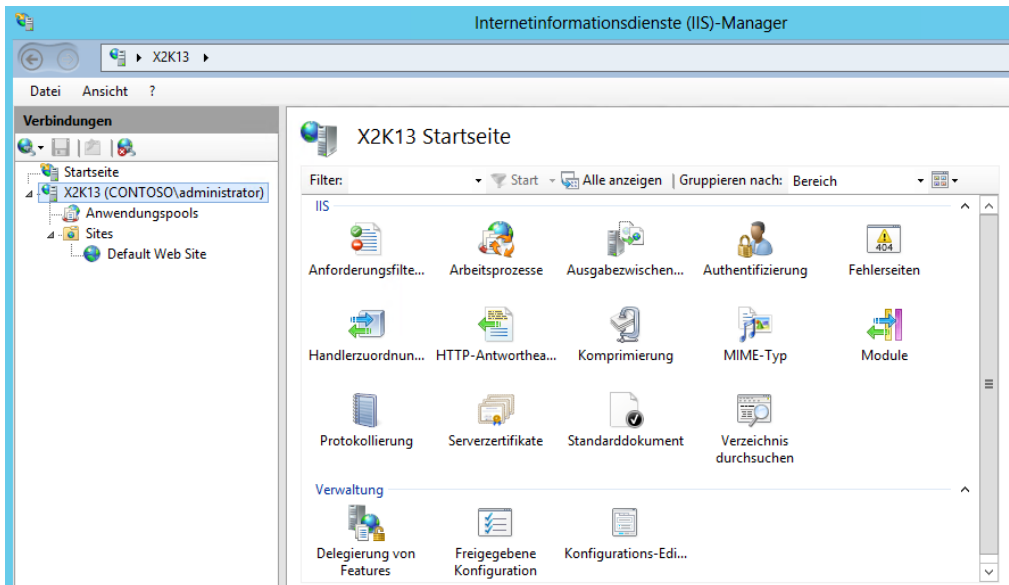 Internetinformationsdienste (IIS)-Manager
X2K13
Datei Ansicht ?
Verbindungen
Startseite
X2K13 (CONTOSO\administrator)
Anwendungspools
Sites
Default Web Site
X2K13 Startseite
Filter: Start Alle anzeigen Gruppieren nach: Bereich
IIS
Anforderungsfilte... Arbeitsprozesse Ausgabezwischen... Authentifizierung Fehlerseiten
Handlerzuordnun... HTTP-Antworthea... Komprimierung MIME-Typ Module
Protokollierung Serverzertifikate Standarddokument Verzeichnis
durchsuchen
Verwaltung
Delegierung von Freigegebene Konfigurations-Edi...
Features Konfiguration